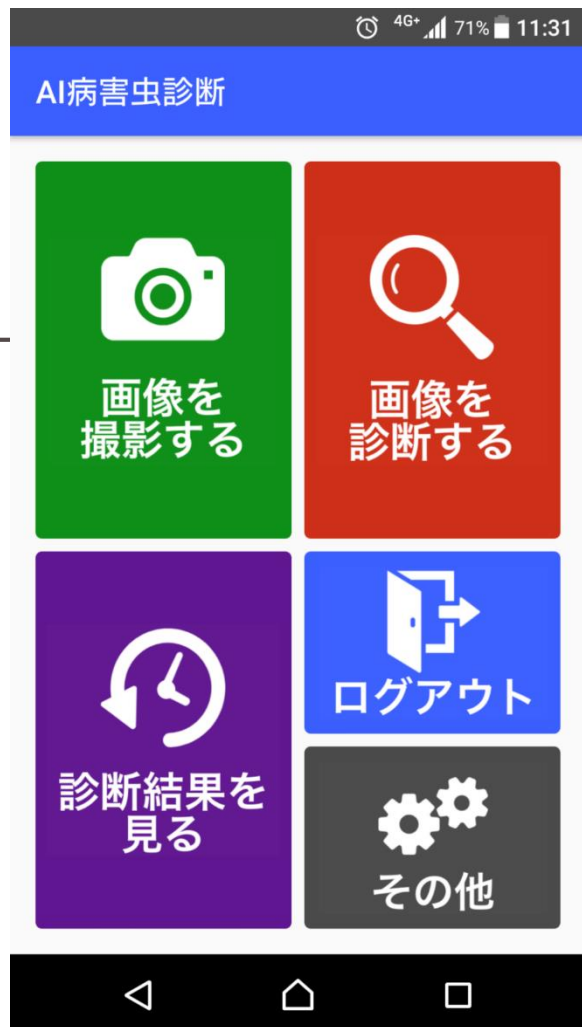 4G+ 71% 11:31
AI病害虫診断
画像を
撮影する
画像を
診断する
診断結果を
見る
ログアウト
その他